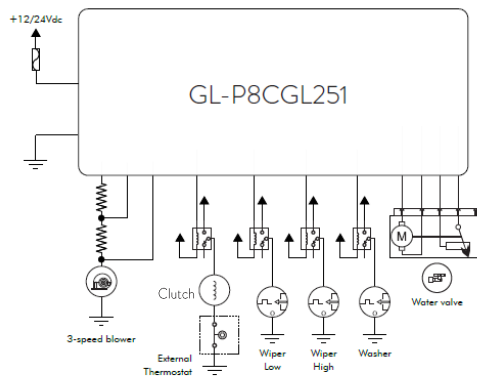 +12/24Vdc
GL-P8CGL251
M
Clutch
Water valve
3-speed blower
External
Thermostat
Wiper
Low
Wiper
High
Washer